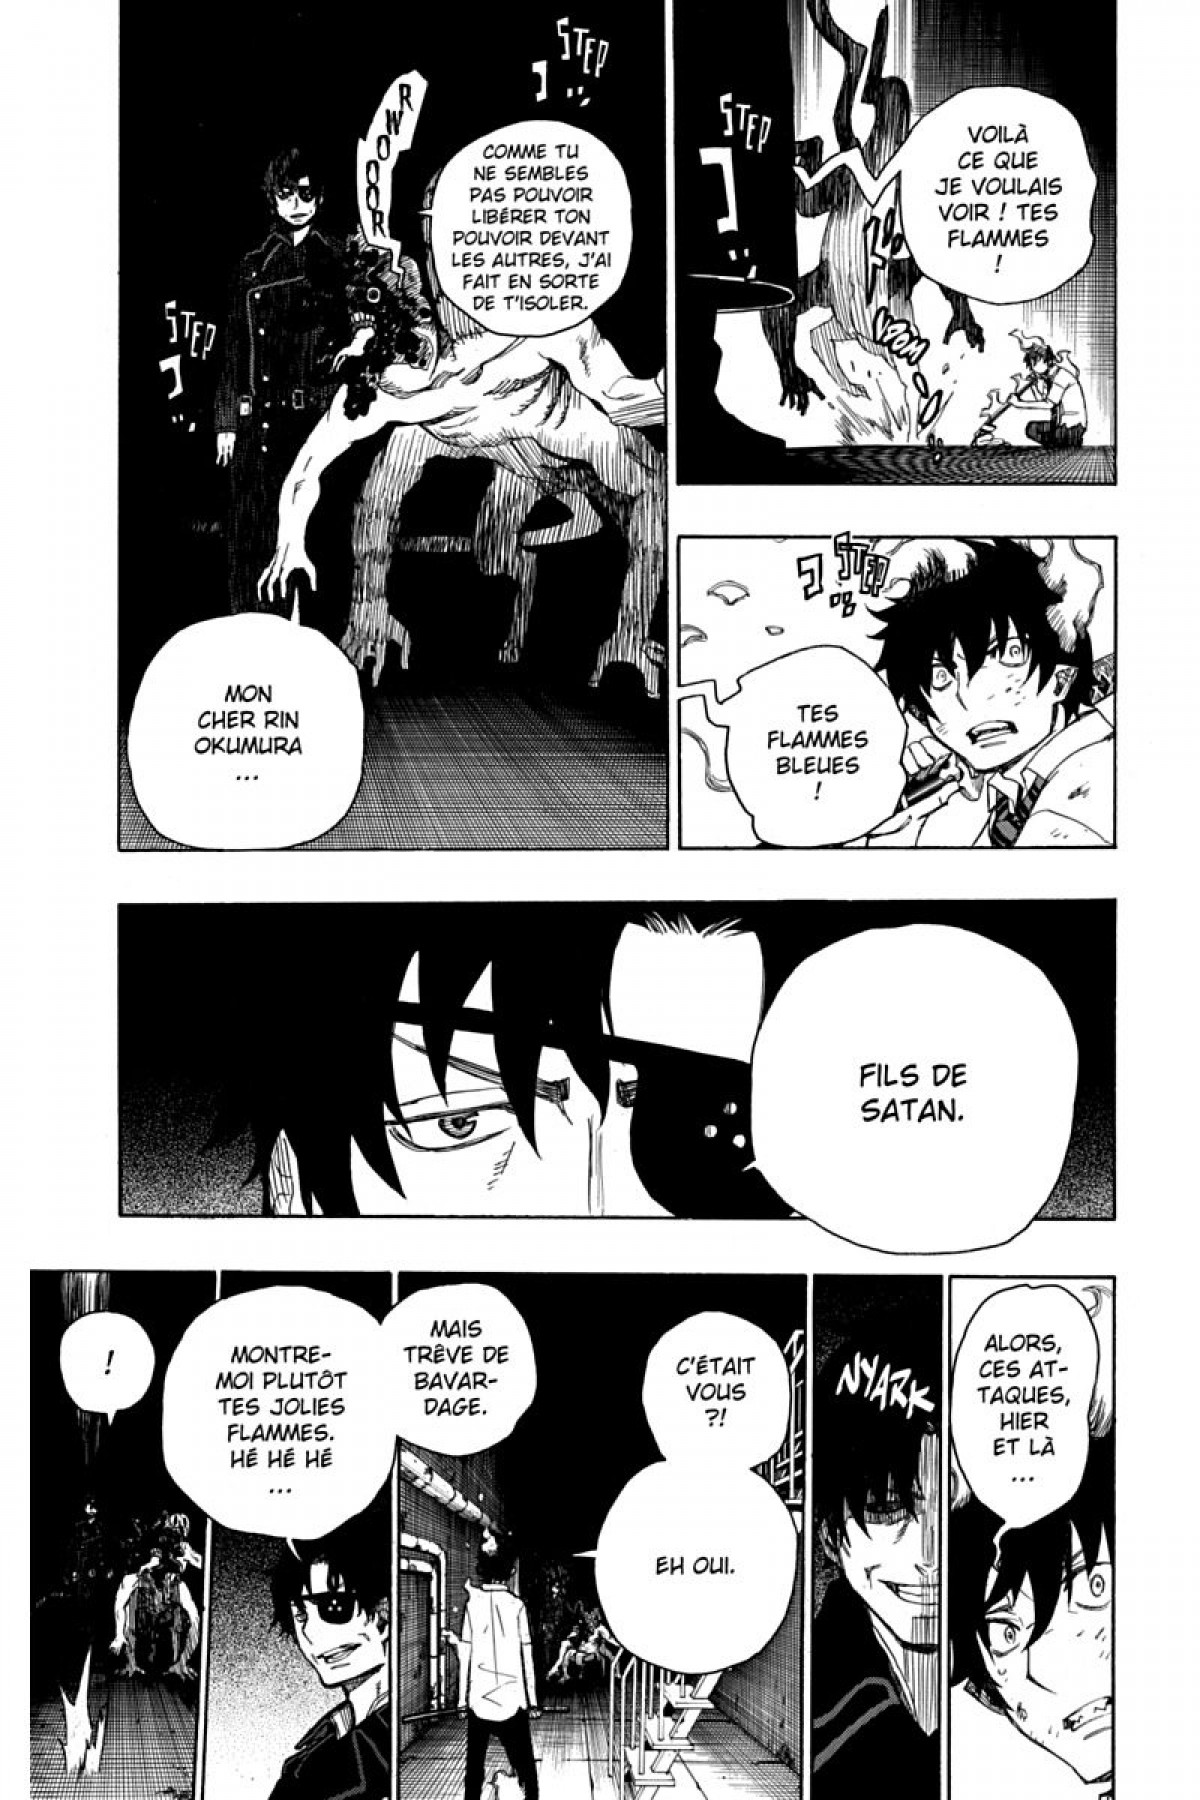 VOILÀ
CE QUE
JE VOULAIS
VOIR ! TES
FLAMMES
!
STEP
VROM
STEP
TES
FLAMMES
BLEUES
!
STEP
RWOOOR
COMME TU
NE SEMBLES
PAS POUVOIR
LIBÉRER TON
POUVOIR DEVANT
LES AUTRES, J'AI
FAIT EN SORTE
DE T'ISOLER.
STEP
MON
CHER RIN
OKUMURA
...
FILS DE
SATAN.
ALORS,
CES AT-
TAQUES,
HIER
ET LÀ
...
NYARK
C'ÉTAIT
VOUS
?!
EH OUI.
MAIS
TRÊVE DE
BAVAR-
DAGE.
MONTRE-
MOI PLUTÔT
TES JOLIES
FLAMMES.
HÉ HÉ HÉ
...
!